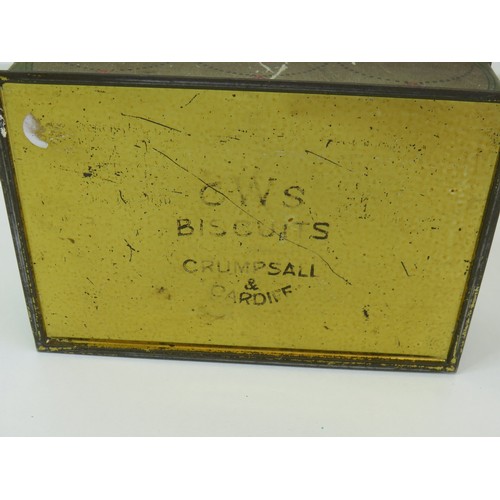 CWS
BISCUITS
CRUMPSALL
&
CARDIFF